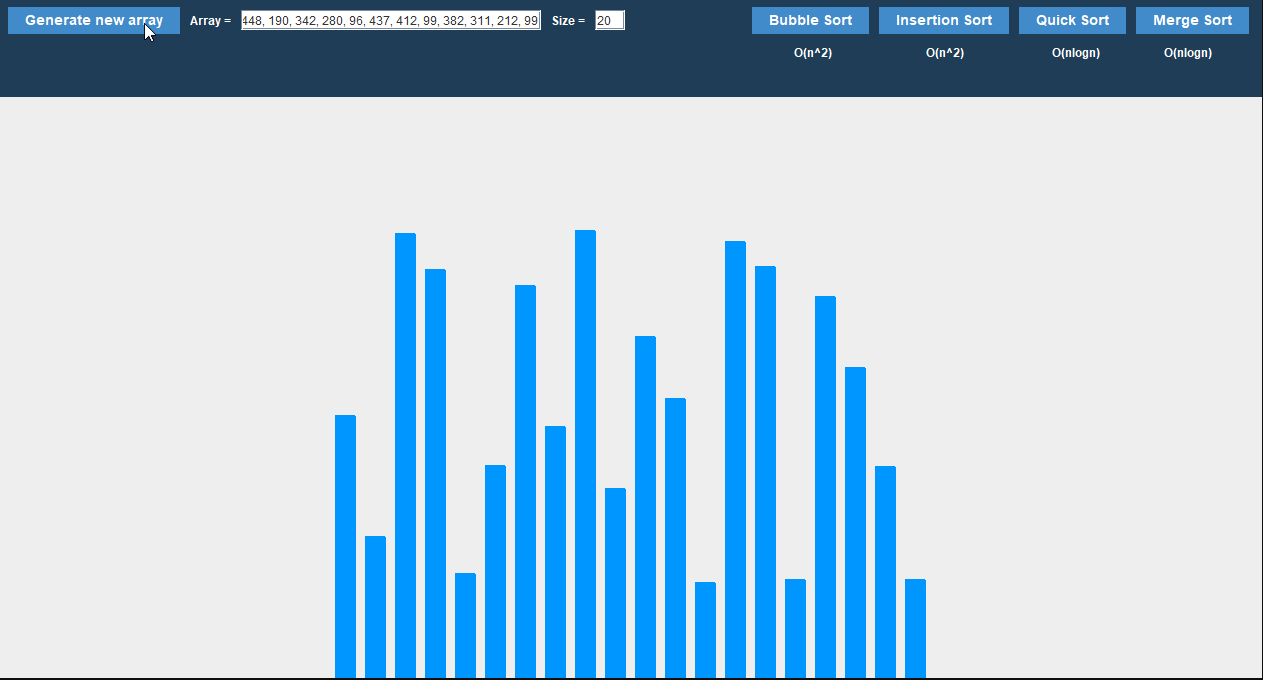 Generate new array Array = 448, 190, 342, 280, 96, 437, 412, 99, 382, 311, 212, 99 Size = 20 Bubble Sort Insertion Sort Quick Sort Merge Sort
O(n^2) O(n^2) O(nlogn) O(nlogn)